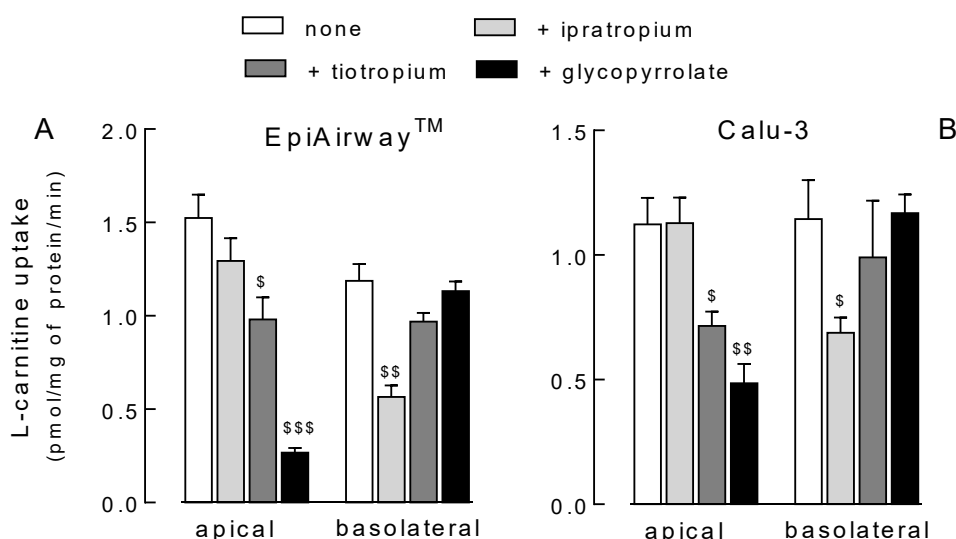 none
+ ipratropium
+ tiotropium
+ glycopyrrolate
A
EpiAirway™
L-carnitine uptake
(pmol/mg of protein/min)
2.0
1.5
1.0
0.5
0.0
$
$$$
$$
apical
basolateral
Calu-3
B
1.5
1.0
0.5
0.0
$
$$
$
apical
basolateral